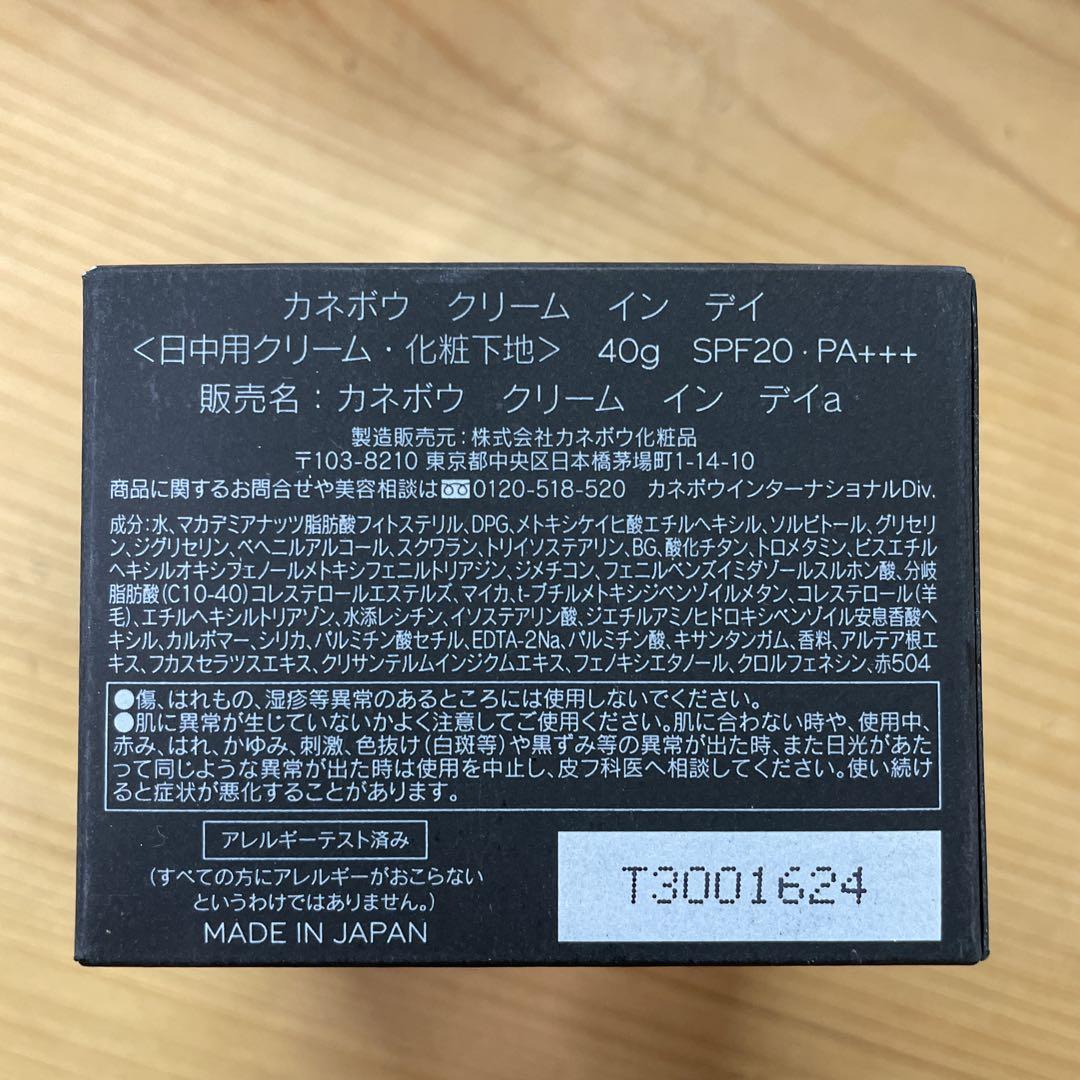 カネボウ クリーム イン デイ
<日中用クリーム・化粧下地> 40g SPF20・PA+++
販売名:カネボウ クリーム イン デイa
製造販売元:株式会社カネボウ化粧品
〒103-8210 東京都中央区日本橋茅場町1-14-10
商品に関するお問合せや美容相談は0120-518-520 カネボウインターナショナルDiv.
成分:水、マカデミアナッツ脂肪酸フィトステリル、DPG、メトキシケイヒ酸エチルヘキシル、ソルビトール、グリセリ
ン、ジグリセリン、ベヘニルアルコール、スクワラン、トリイソステアリン、BG、酸化チタン、トロメタミン、ビスエチル
ヘキシルオキシフェノールメトキシフェニルトリアジン、ジメチコン、フェニルベンズイミダゾールスルホン酸、分岐
脂肪酸(C10-40)コレステロールエステルズ、マイカ、t-ブチルメトキシジベンゾイルメタン、コレステロール(羊
毛)、エチルヘキシルトリアゾン、水添レシチン、イソステアリン酸、ジエチルアミノヒドロキシベンゾイル安息香酸ヘ
キシル、カルボマー、シリカ、パルミチン酸セチル、EDTA-2Na、パルミチン酸、キサンタンガム、香料、アルテア根エ
キス、フカスセラツスエキス、クリサンテルムインジクムエキス、フェノキシエタノール、クロルフェネシン、赤504
●傷、はれもの、湿疹等異常のあるところには使用しないでください。
●肌に異常が生じていないかよく注意してご使用ください。肌に合わない時や、使用中、
赤み、はれ、かゆみ、刺激、色抜け(白斑等)や黒ずみ等の異常が出た時、また日光があた
って同じような異常が出た時は使用を中止し、皮フ科医へ相談してください。使い続け
ると症状が悪化することがあります。
アレルギーテスト済み
(すべての方にアレルギーがおこらない
というわけではありません。)
MADE IN JAPAN
T3001624